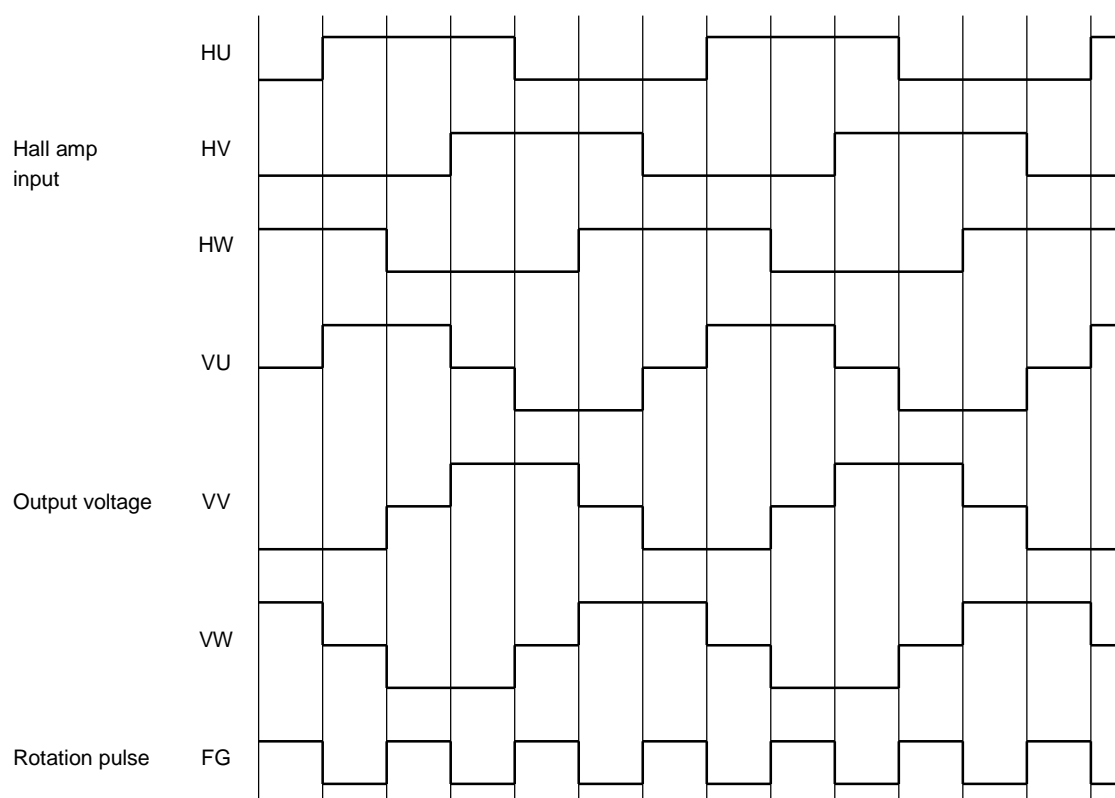 HU
Hall amp
input
HV
HW
VU
Output voltage
VV
VW
Rotation pulse
FG